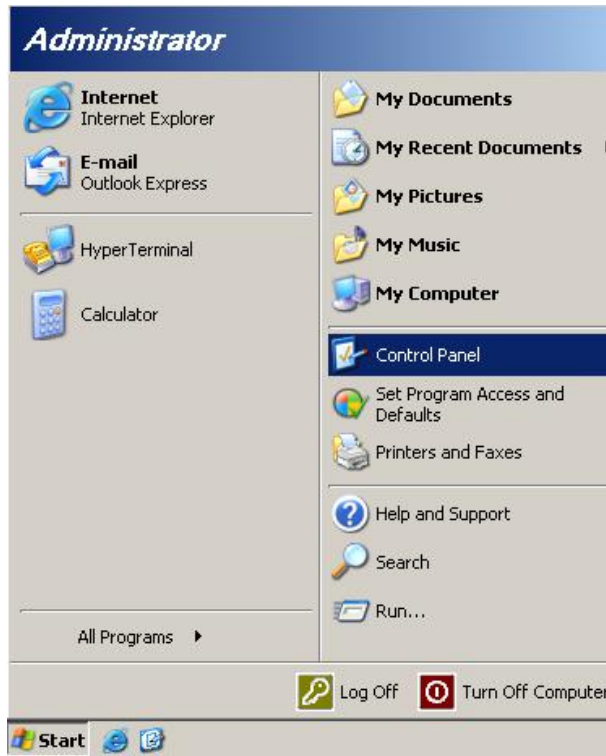 Administrator
Internet
Internet Explorer
E-mail
Outlook Express
HyperTerminal
Calculator
All Programs
My Documents
My Recent Documents
My Pictures
My Music
My Computer
Control Panel
Set Program Access and
Defaults
Printers and Faxes
Help and Support
Search
Run...
Log Off
Turn Off Computer
Start